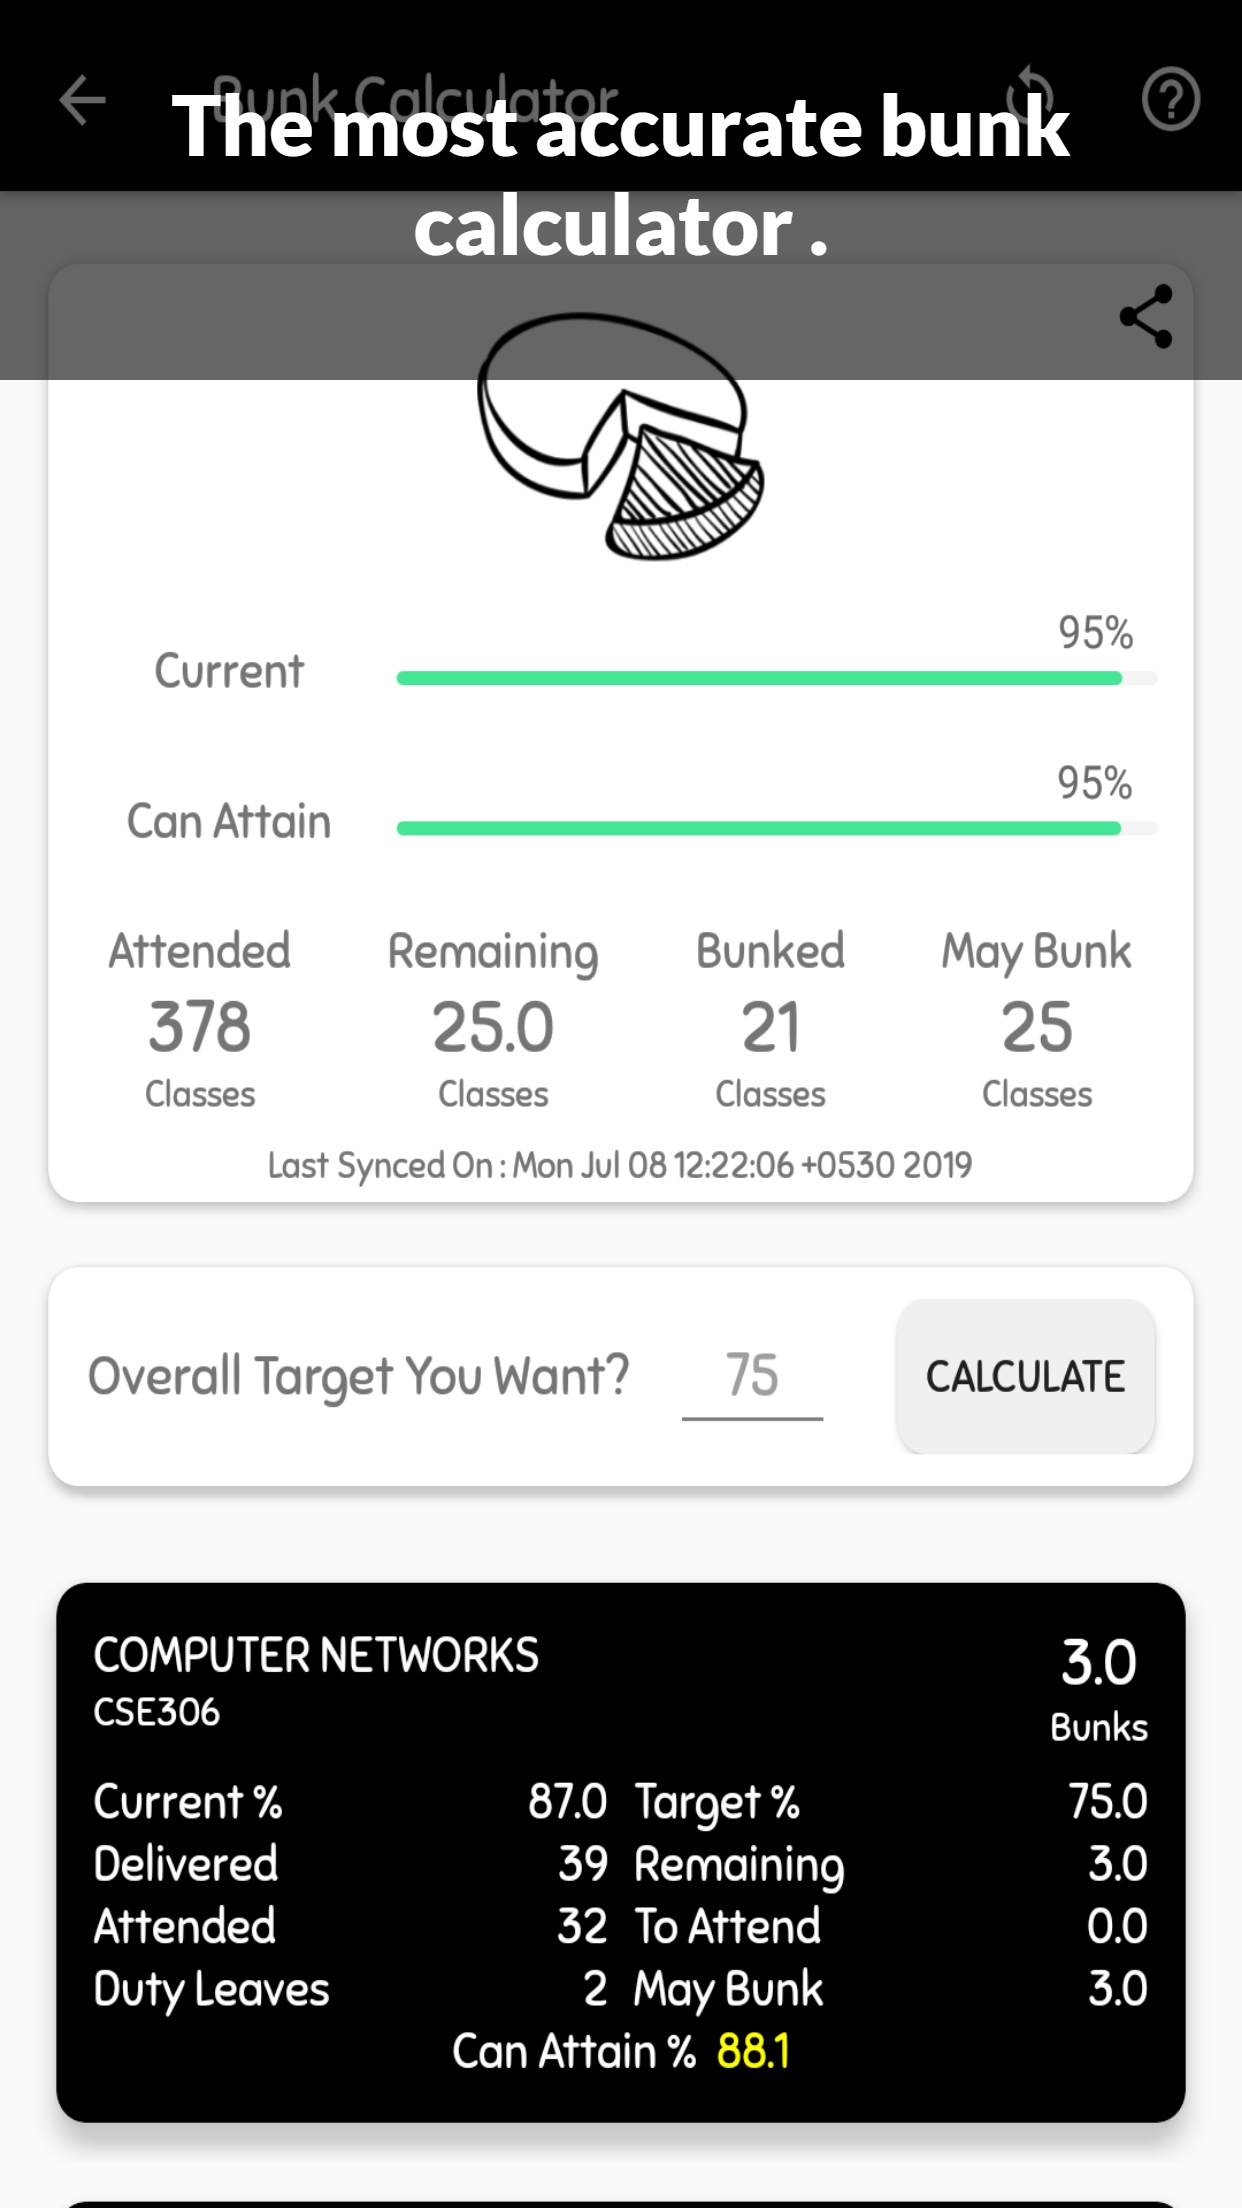 Bunk Calculator
The most accurate bunk
calculator .
95%
Current
95%
Can Attain
Attended Remaining Bunked May Bunk
378 25.0 21 25
Classes Classes Classes Classes
Last Synced On : Mon Jul 08 12:22:06 +0530 2019
Overall Target You Want? 75 CALCULATE
COMPUTER NETWORKS 3.0
CSE306 Bunks
Current % 87.0 Target % 75.0
Delivered 39 Remaining 3.0
Attended 32 To Attend 0.0
Duty Leaves 2 May Bunk 3.0
Can Attain % 88.1